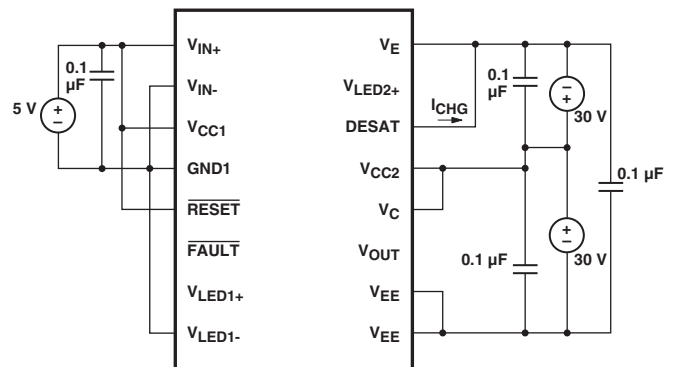 V_IN+
V_IN-
V_CC1
GND1
RESET
FAULT
V_LED1+
V_LED1-
V_E
V_LED2+
DESAT
V_CC2
V_C
V_OUT
V_EE
V_EE
5 V
+
–
0.1
µF
I_CHG
0.1
µF
–
+
30 V
0.1 µF
0.1 µF
+
–
30 V